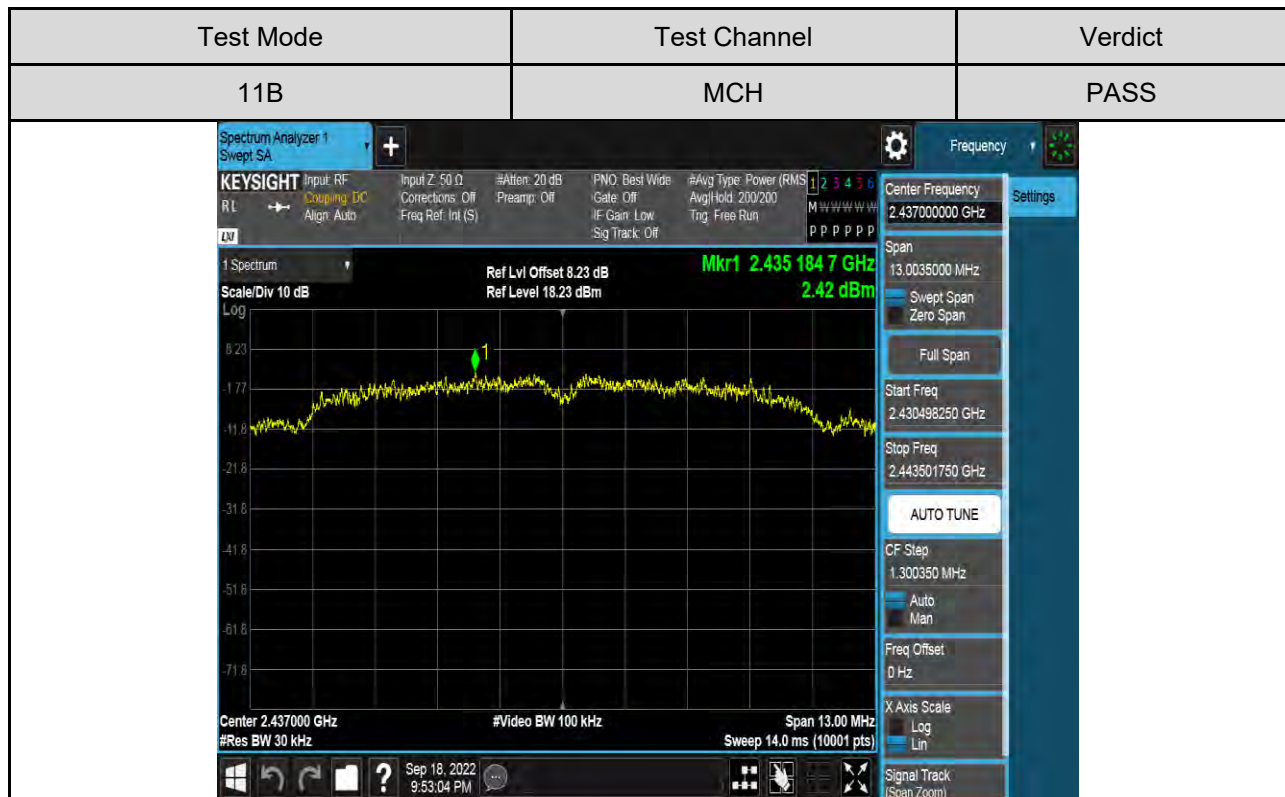 Test Mode Test Channel Verdict
11B MCH PASS
Spectrum Analyzer 1
Swept SA
+
Frequency
KEYSIGHT Input: RF Input Z: 50 Ω #Atten: 20 dB PNO: Best Wide #Avg Type: Power (RMS 1 2 3 4 5 6
RL Coupling: DC Corrections: Off Preamp: Off Gate: Off Avg|Hold: 200/200 M W W W W W
Align: Auto Freq Ref: Int (S) IF Gain: Low Trig: Free Run
LXI Sig Track: Off P P P P P P
Center Frequency
2.437000000 GHz
Settings
Span
13.0035000 MHz
Swept Span
Zero Span
Full Span
Start Freq
2.430498250 GHz
Stop Freq
2.443501750 GHz
AUTO TUNE
CF Step
1.300350 MHz
Auto
Man
Freq Offset
0 Hz
X Axis Scale
Log
Lin
Signal Track
(Span Zoom)
1 Spectrum
Ref Lvl Offset 8.23 dB
Mkr1 2.435 184 7 GHz
Scale/Div 10 dB
Ref Level 18.23 dBm
2.42 dBm
Log
1
8.23
-1.77
-11.8
-21.8
-31.8
-41.8
-51.8
-61.8
-71.8
Center 2.437000 GHz #Video BW 100 kHz Span 13.00 MHz
#Res BW 30 kHz Sweep 14.0 ms (10001 pts)
? Sep 18, 2022
9:53:04 PM